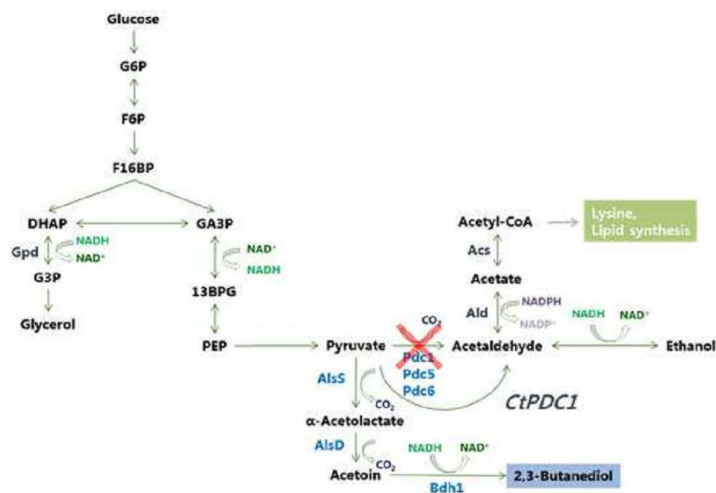 Glucose
G6P
F6P
F16BP
DHAP
GA3P
Acetyl-CoA
Lysine,
Lipid synthesis
Gpd
NADH
NAD⁺
NAD⁺
NADH
Acs
G3P
Acetate
13BPG
Glycerol
Ald
NADPH
NADP⁺
CO₂
NADH
NAD⁺
PEP
Pyruvate
Acetaldehyde
Ethanol
Pdc1
Pdc5
Pdc6
AlsS
CO₂
CtPDC1
α-Acetolactate
AlsD
CO₂
NADH
NAD⁺
Acetoin
Bdh1
2,3-Butanediol